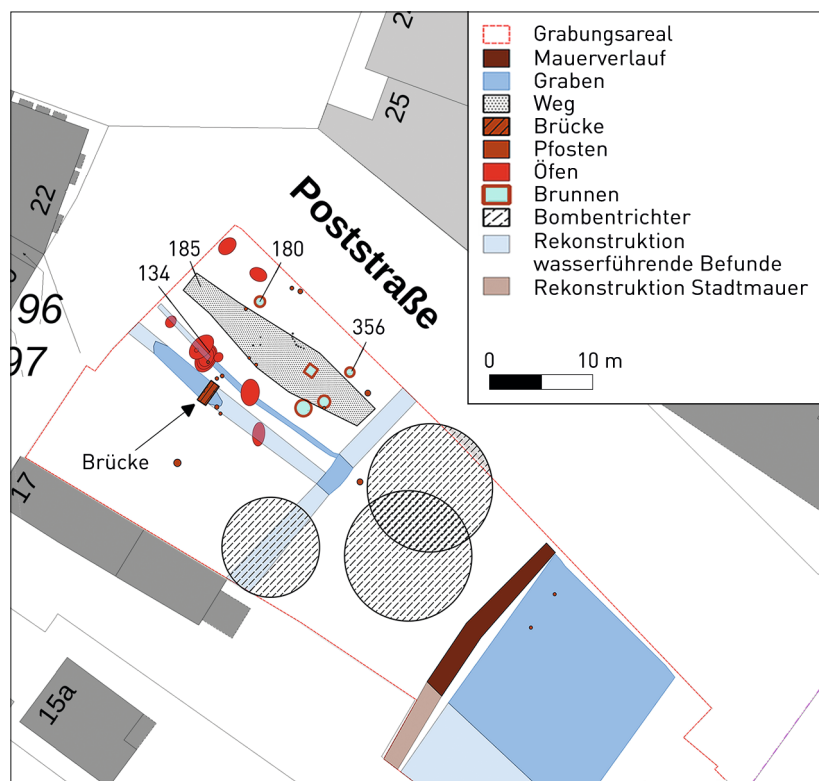 25
22
96
97
17
15a
Poststraße
185
180
134
356
Brücke
Grabungsareal
Mauerverlauf
Graben
Weg
Brücke
Pfosten
Öfen
Brunnen
Bombentrichter
Rekonstruktion
wasserführende Befunde
Rekonstruktion Stadtmauer
0 10 m